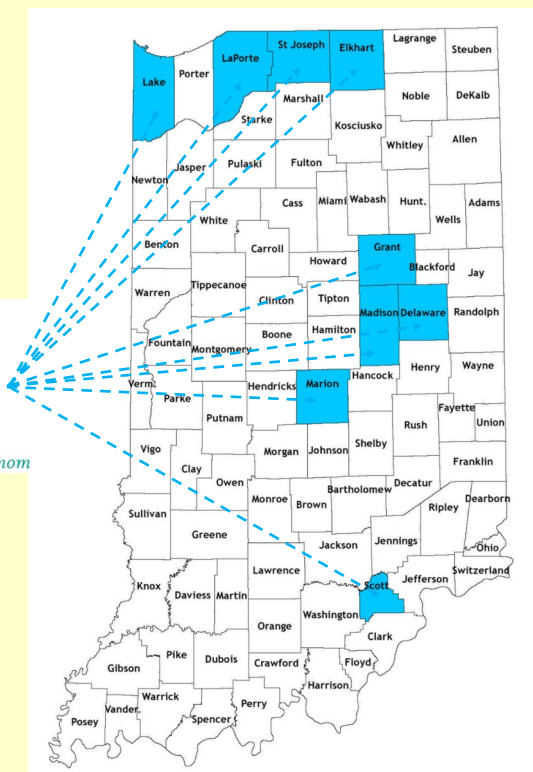 Lagrange
St Joseph
Elkhart
LaPorte
Steuben
Porter
Lake
Noble
DeKalb
Marshall
Starke
Kosciusko
Allen
Whitley
Jasper
Pulaski
Fulton
Newton
Miami
Wabash
Hunt.
Cass
Adams
White
Wells
Benton
Carroll
Grant
Howard
Blackford
Jay
Tippecanoe
Warren
Clinton
Tipton
Madison
Delaware
Randolph
Fountain
Boone
Hamilton
Montgomery
Henry
Wayne
Verm.
Hendricks
Marion
Hancock
Parke
Fayette
Putnam
Rush
Union
Vigo
Morgan
Johnson
Shelby
nom
Clay
Franklin
Owen
Decatur
Bartholomew
Monroe
Brown
Dearborn
Ripley
Sullivan
Greene
Jennings
Jackson
Ohio
Lawrence
Switzerland
Knox
Scott
Jefferson
Daviess
Martin
Washington
Orange
Clark
Pike
Dubois
Crawford
Floyd
Gibson
Harrison
Warrick
Perry
Vander.
Spencer
Posey